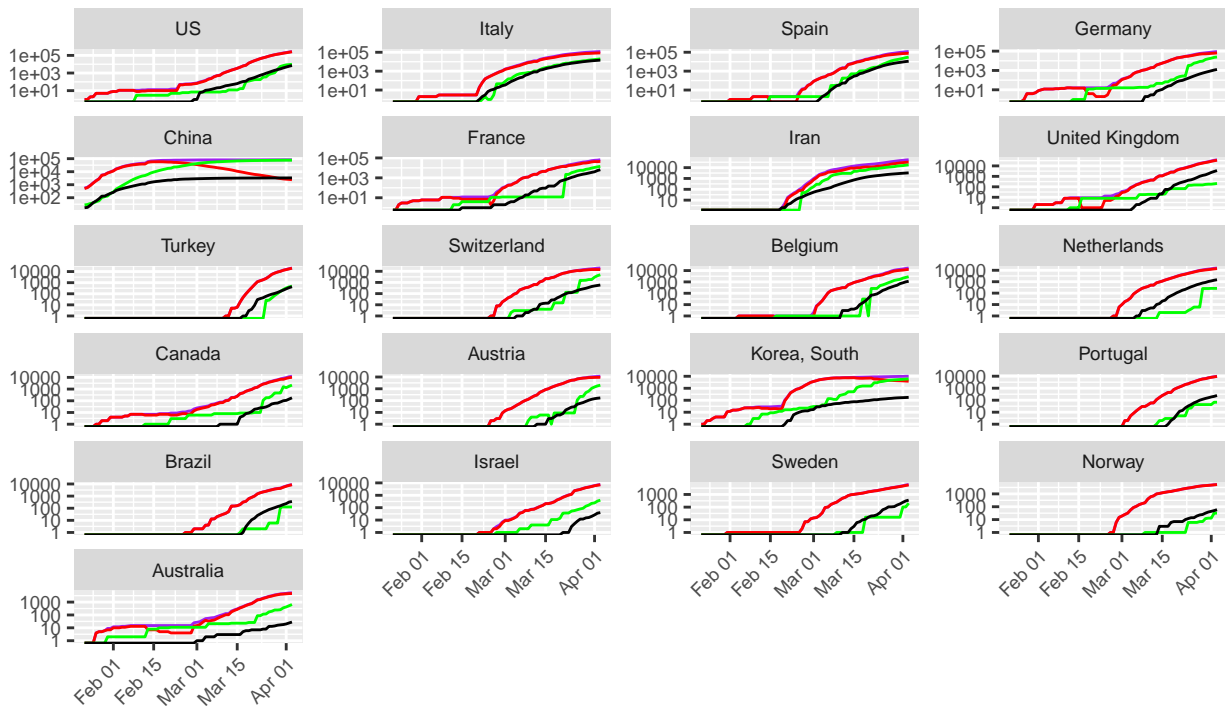 US Italy Spain Germany
1e+05 1e+05 1e+05 1e+05
1e+03 1e+03 1e+03 1e+03
1e+01 1e+01 1e+01 1e+01
China France Iran United Kingdom
1e+05 1e+05 10000 10000
1e+04 1e+03 1000 1000
1e+03 1e+01 100 100
1e+02 10 10
1
Turkey Switzerland Belgium Netherlands
10000 10000 10000 10000
1000 1000 1000 1000
100 100 100 100
10 10 10 10
1 1 1 1
Canada Austria Korea, South Portugal
10000 10000 10000 10000
1000 1000 1000 1000
100 100 100 100
10 10 10 10
1 1 1 1
Brazil Israel Sweden Norway
10000 10000 1000 1000
1000 1000 100 100
100 100 10 10
10 10 1 1
1 1
Feb 01 Feb 15 Mar 01 Mar 15 Apr 01 Feb 01 Feb 15 Mar 01 Mar 15 Apr 01 Feb 01 Feb 15 Mar 01 Mar 15 Apr 01
Australia
1000
100
10
1
Feb 01 Feb 15 Mar 01 Mar 15 Apr 01